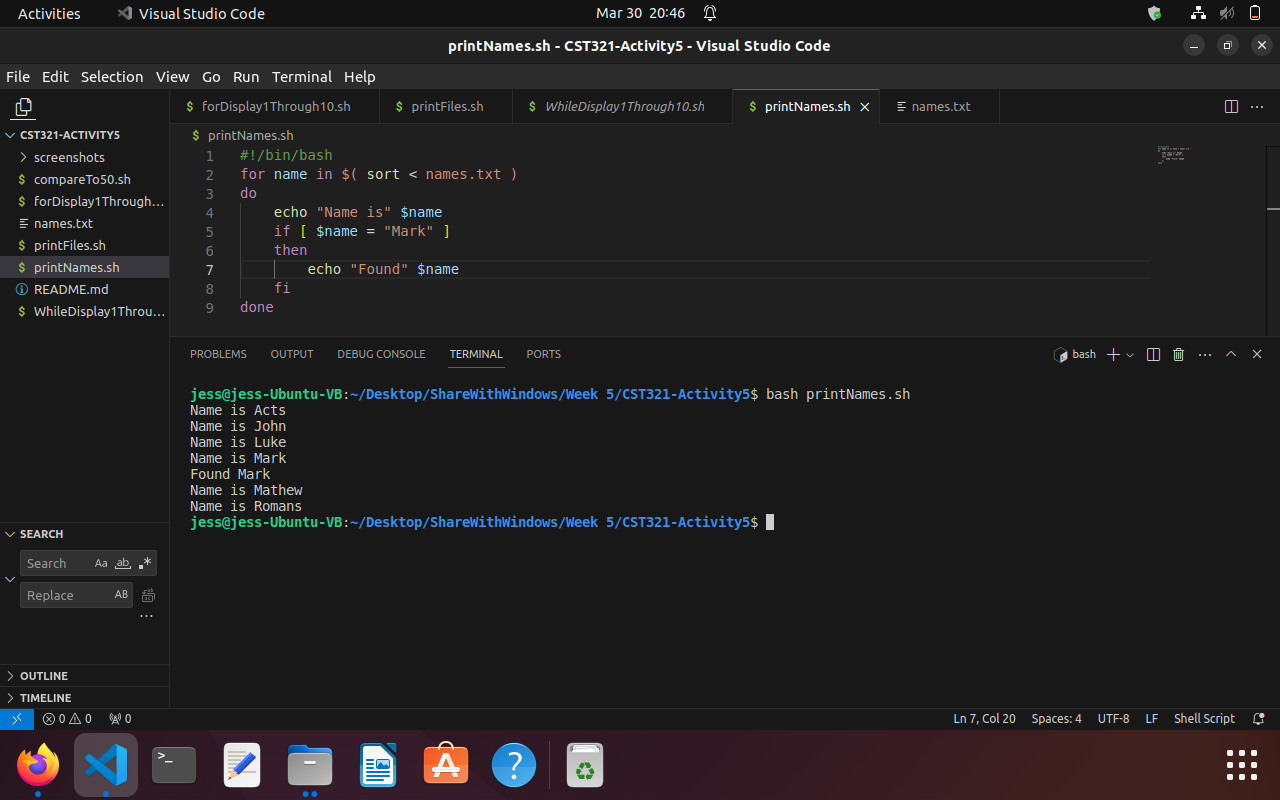 Activities Visual Studio Code Mar 30 20:46
printNames.sh - CST321-Activity5 - Visual Studio Code
File Edit Selection View Go Run Terminal Help
forDisplay1Through10.sh printFiles.sh WhileDisplay1Through10.sh printNames.sh names.txt
CST321-ACTIVITY5
screenshots
compareTo50.sh
forDisplay1Through...
names.txt
printFiles.sh
printNames.sh
README.md
WhileDisplay1Throu...
printNames.sh
1 #!/bin/bash
2 for name in $( sort < names.txt )
3 do
4 echo "Name is" $name
5 if [ $name = "Mark" ]
6 then
7 echo "Found" $name
8 fi
9 done
PROBLEMS OUTPUT DEBUG CONSOLE TERMINAL PORTS bash
jess@jess-Ubuntu-VB:~/Desktop/ShareWithWindows/Week 5/CST321-Activity5$ bash printNames.sh
Name is Acts
Name is John
Name is Luke
Name is Mark
Found Mark
Name is Mathew
Name is Romans
jess@jess-Ubuntu-VB:~/Desktop/ShareWithWindows/Week 5/CST321-Activity5$
SEARCH
Search Aa ab
Replace AB
OUTLINE
TIMELINE
0 0 0 Ln 7, Col 20 Spaces: 4 UTF-8 LF Shell Script